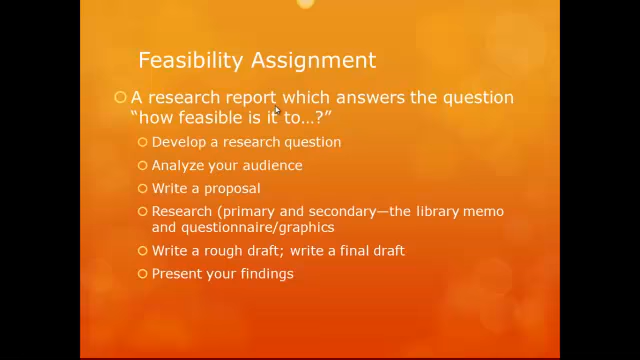 Feasibility Assignment
A research report which answers the question
“how feasible is it to…?”
Develop a research question
Analyze your audience
Write a proposal
Research (primary and secondary—the library memo
and questionnaire/graphics
Write a rough draft; write a final draft
Present your findings